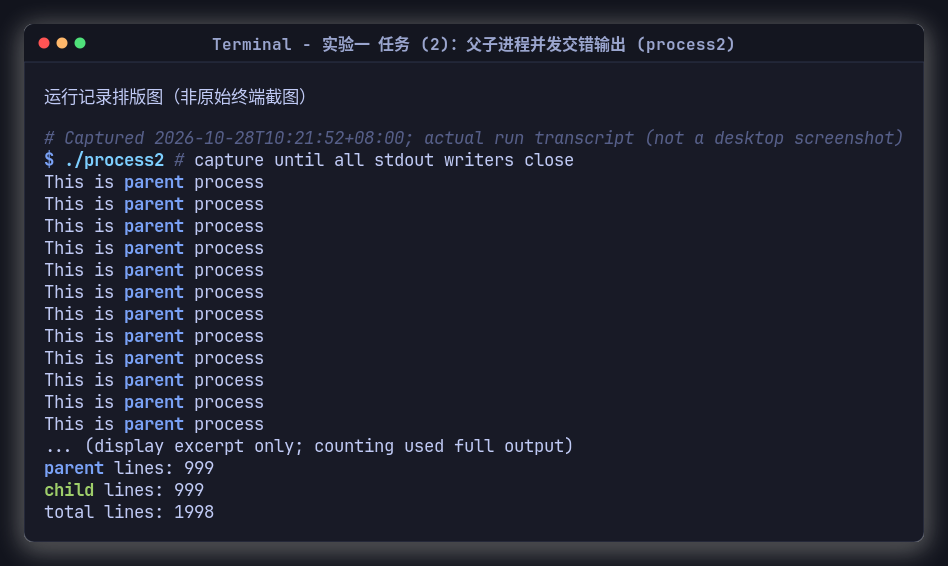 Terminal - 实验一 任务 (2)：父子进程并发交错输出 (process2)
运行记录排版图（非原始终端截图）
# Captured 2026-10-28T10:21:52+08:00; actual run transcript (not a desktop screenshot)
$ ./process2 # capture until all stdout writers close
This is parent process
This is parent process
This is parent process
This is parent process
This is parent process
This is parent process
This is parent process
This is parent process
This is parent process
This is parent process
This is parent process
This is parent process
... (display excerpt only; counting used full output)
parent lines: 999
child lines: 999
total lines: 1998